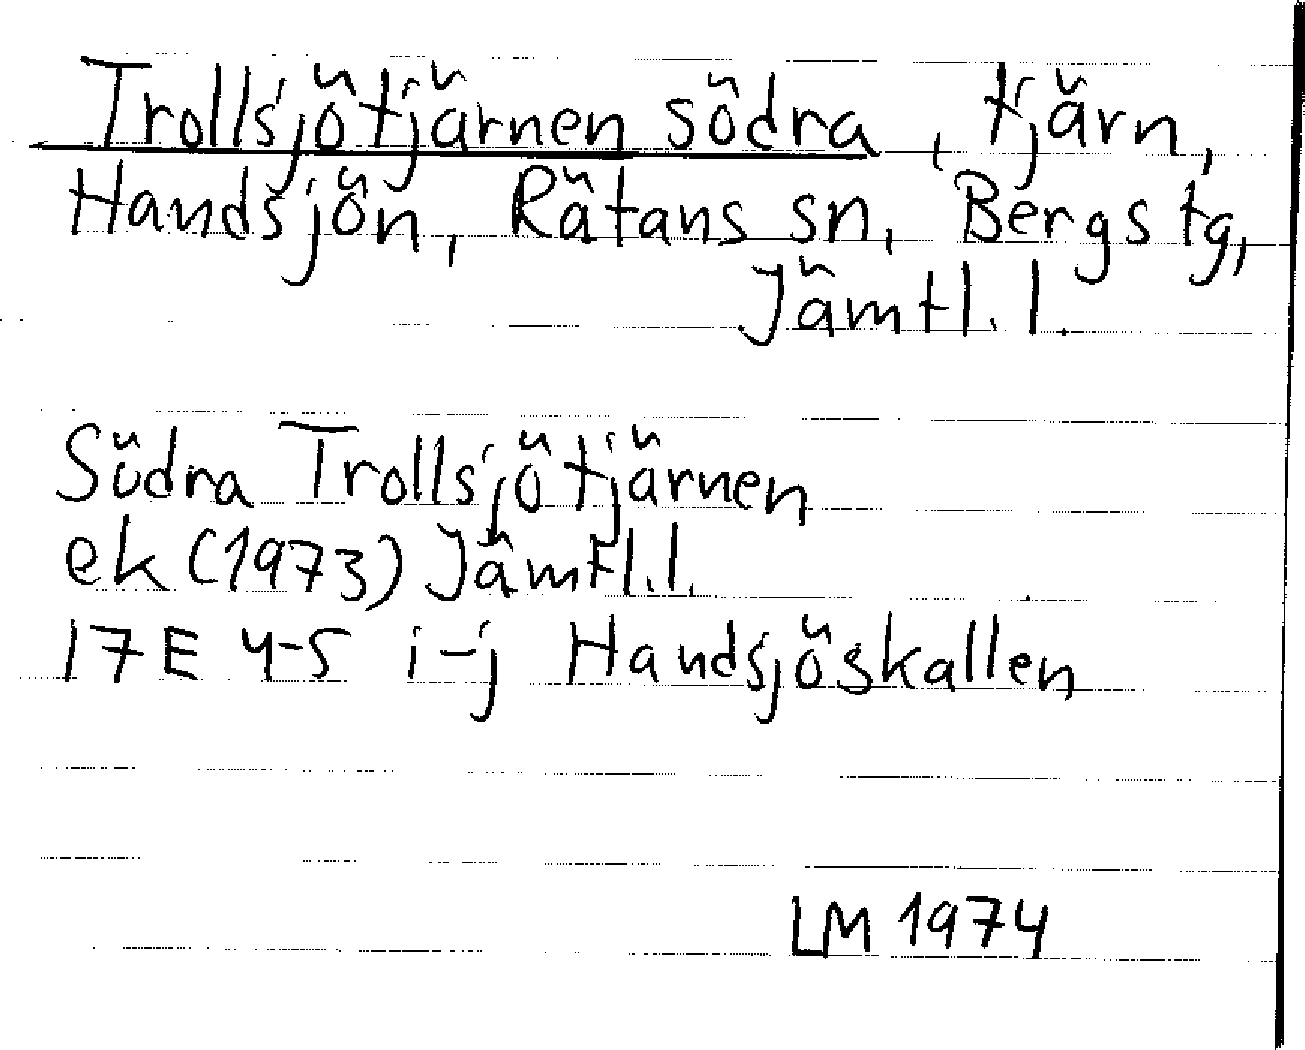 Trollsjötjärnen södra, tjärn,
Handsjön, Rätans sn, Bergs tg,
Jämtl. l.
Södra Trollsjötjärnen
ek (1973) Jämtl. l.
17E 4-5 i-j Handsjöskallen
LM 1974